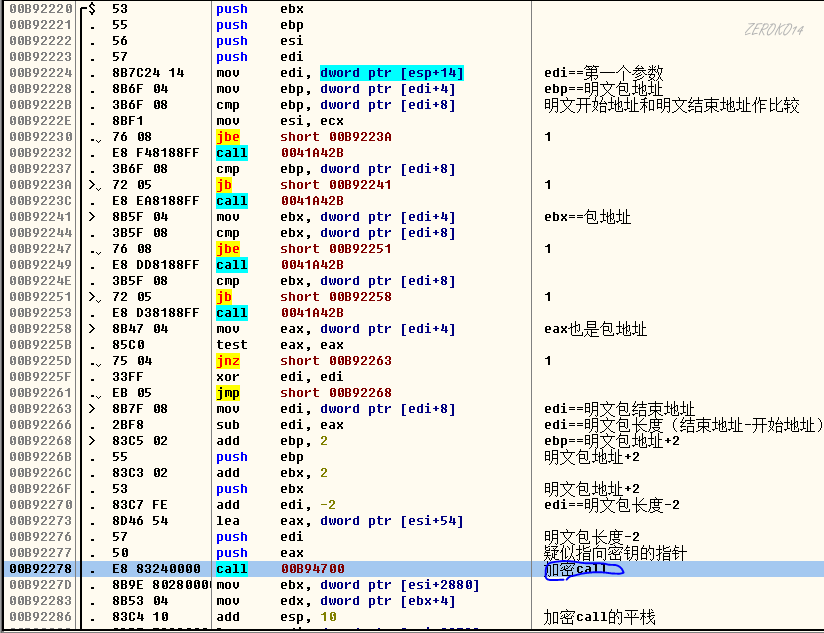 ZEROKO14
00B92220 $ 53 push ebx
00B92221 . 55 push ebp
00B92222 . 56 push esi
00B92223 . 57 push edi
00B92224 . 8B7C24 14 mov edi, dword ptr [esp+14] edi==第一个参数
00B92228 . 8B6F 04 mov ebp, dword ptr [edi+4] ebp==明文包地址
00B9222B . 3B6F 08 cmp ebp, dword ptr [edi+8] 明文开始地址和明文结束地址作比较
00B9222E . 8BF1 mov esi, ecx
00B92230 . 76 08 jbe short 00B9223A 1
00B92232 . E8 F48188FF call 0041A42B
00B92237 . 3B6F 08 cmp ebp, dword ptr [edi+8]
00B9223A > 72 05 jb short 00B92241 1
00B9223C . E8 EA8188FF call 0041A42B
00B92241 > 8B5F 04 mov ebx, dword ptr [edi+4] ebx==包地址
00B92244 . 3B5F 08 cmp ebx, dword ptr [edi+8]
00B92247 . 76 08 jbe short 00B92251 1
00B92249 . E8 DD8188FF call 0041A42B
00B9224E . 3B5F 08 cmp ebx, dword ptr [edi+8]
00B92251 > 72 05 jb short 00B92258 1
00B92253 . E8 D38188FF call 0041A42B
00B92258 > 8B47 04 mov eax, dword ptr [edi+4] eax也是包地址
00B9225B . 85C0 test eax, eax
00B9225D . 75 04 jnz short 00B92263 1
00B9225F . 33FF xor edi, edi
00B92261 . EB 05 jmp short 00B92268
00B92263 > 8B7F 08 mov edi, dword ptr [edi+8] edi==明文包结束地址
00B92266 . 2BF8 sub edi, eax edi==明文包长度（结束地址-开始地址）
00B92268 > 83C5 02 add ebp, 2 ebp==明文包地址+2
00B9226B . 55 push ebp 明文包地址+2
00B9226C . 83C3 02 add ebx, 2
00B9226F . 53 push ebx 明文包地址+2
00B92270 . 83C7 FE add edi, -2 edi==明文包长度-2
00B92273 . 8D46 54 lea eax, dword ptr [esi+54]
00B92276 . 57 push edi 明文包长度-2
00B92277 . 50 push eax 疑似指向密钥的指针
00B92278 . E8 83240000 call 00B94700 加密call
00B9227D . 8B9E 8028000 mov ebx, dword ptr [esi+2880]
00B92283 . 8B53 04 mov edx, dword ptr [ebx+4]
00B92286 . 83C4 10 add esp, 10 加密call的平栈